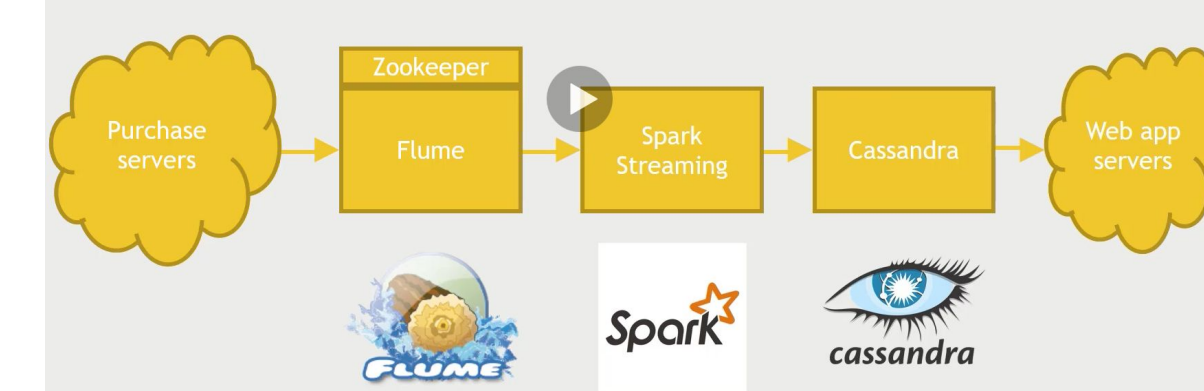 Purchase
servers
Zookeeper
Flume
Spark
Streaming
Cassandra
Web app
servers
FLUME
Spark
cassandra